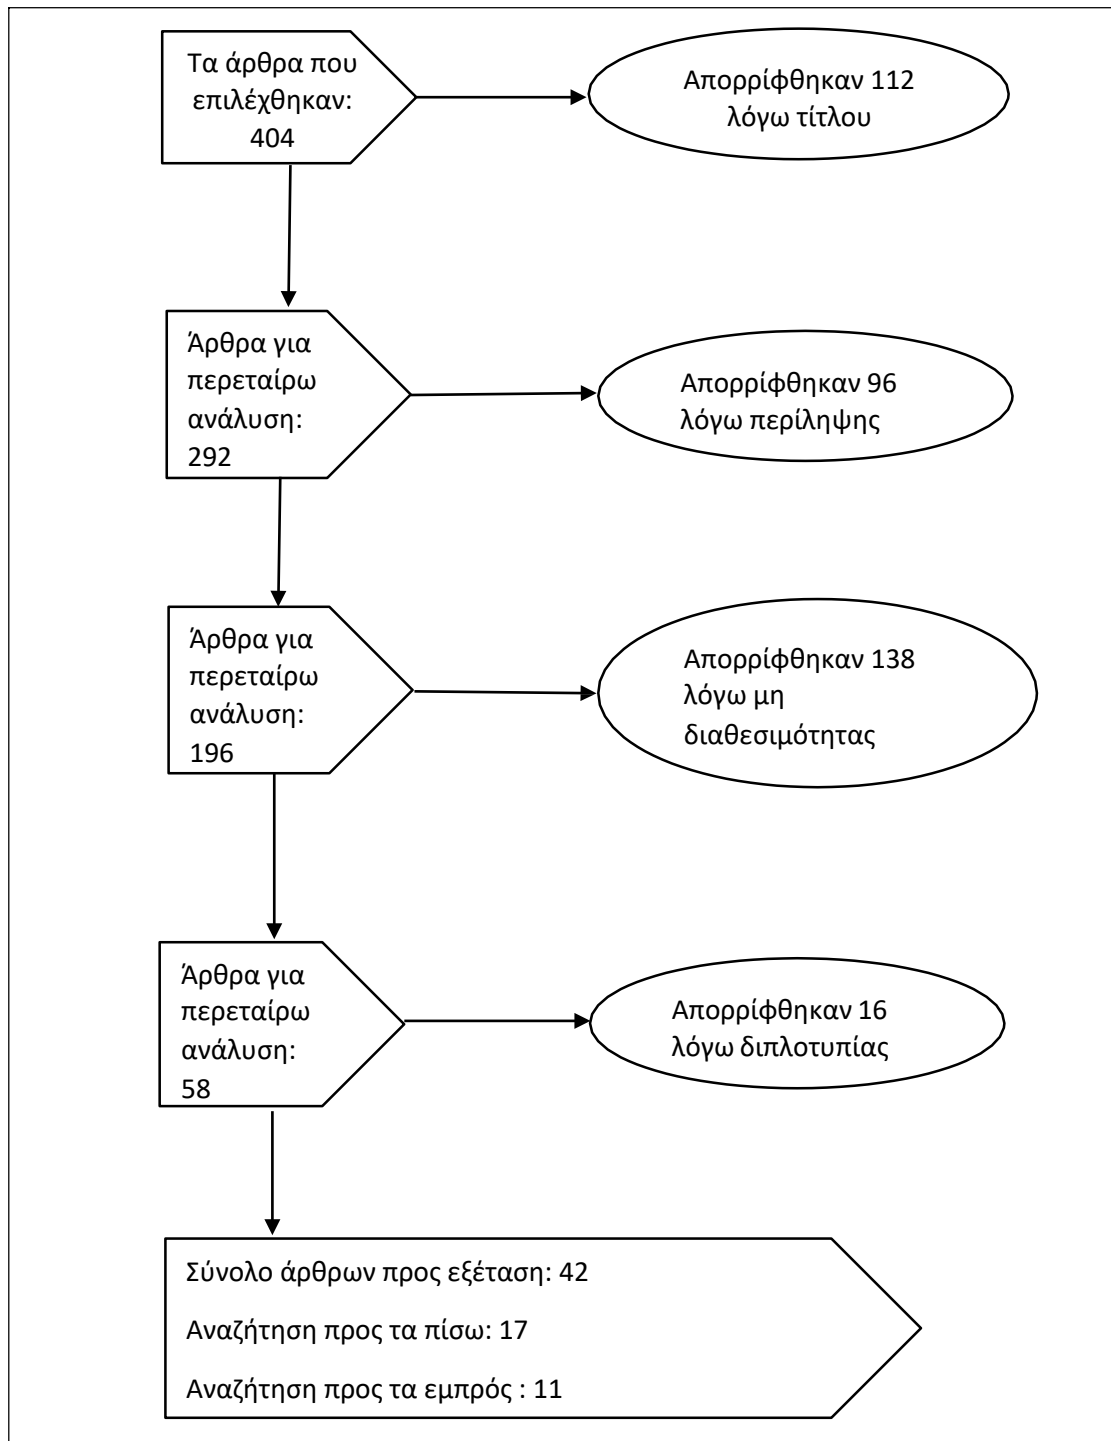 Τα άρθρα που
επιλέχθηκαν:
404
Απορρίφθηκαν 112
λόγω τίτλου
Άρθρα για
περεταίρω
ανάλυση:
292
Απορρίφθηκαν 96
λόγω περίληψης
Άρθρα για
περεταίρω
ανάλυση:
196
Απορρίφθηκαν 138
λόγω μη
διαθεσιμότητας
Άρθρα για
περεταίρω
ανάλυση:
58
Απορρίφθηκαν 16
λόγω διπλοτυπίας
Σύνολο άρθρων προς εξέταση: 42
Αναζήτηση προς τα πίσω: 17
Αναζήτηση προς τα εμπρός : 11